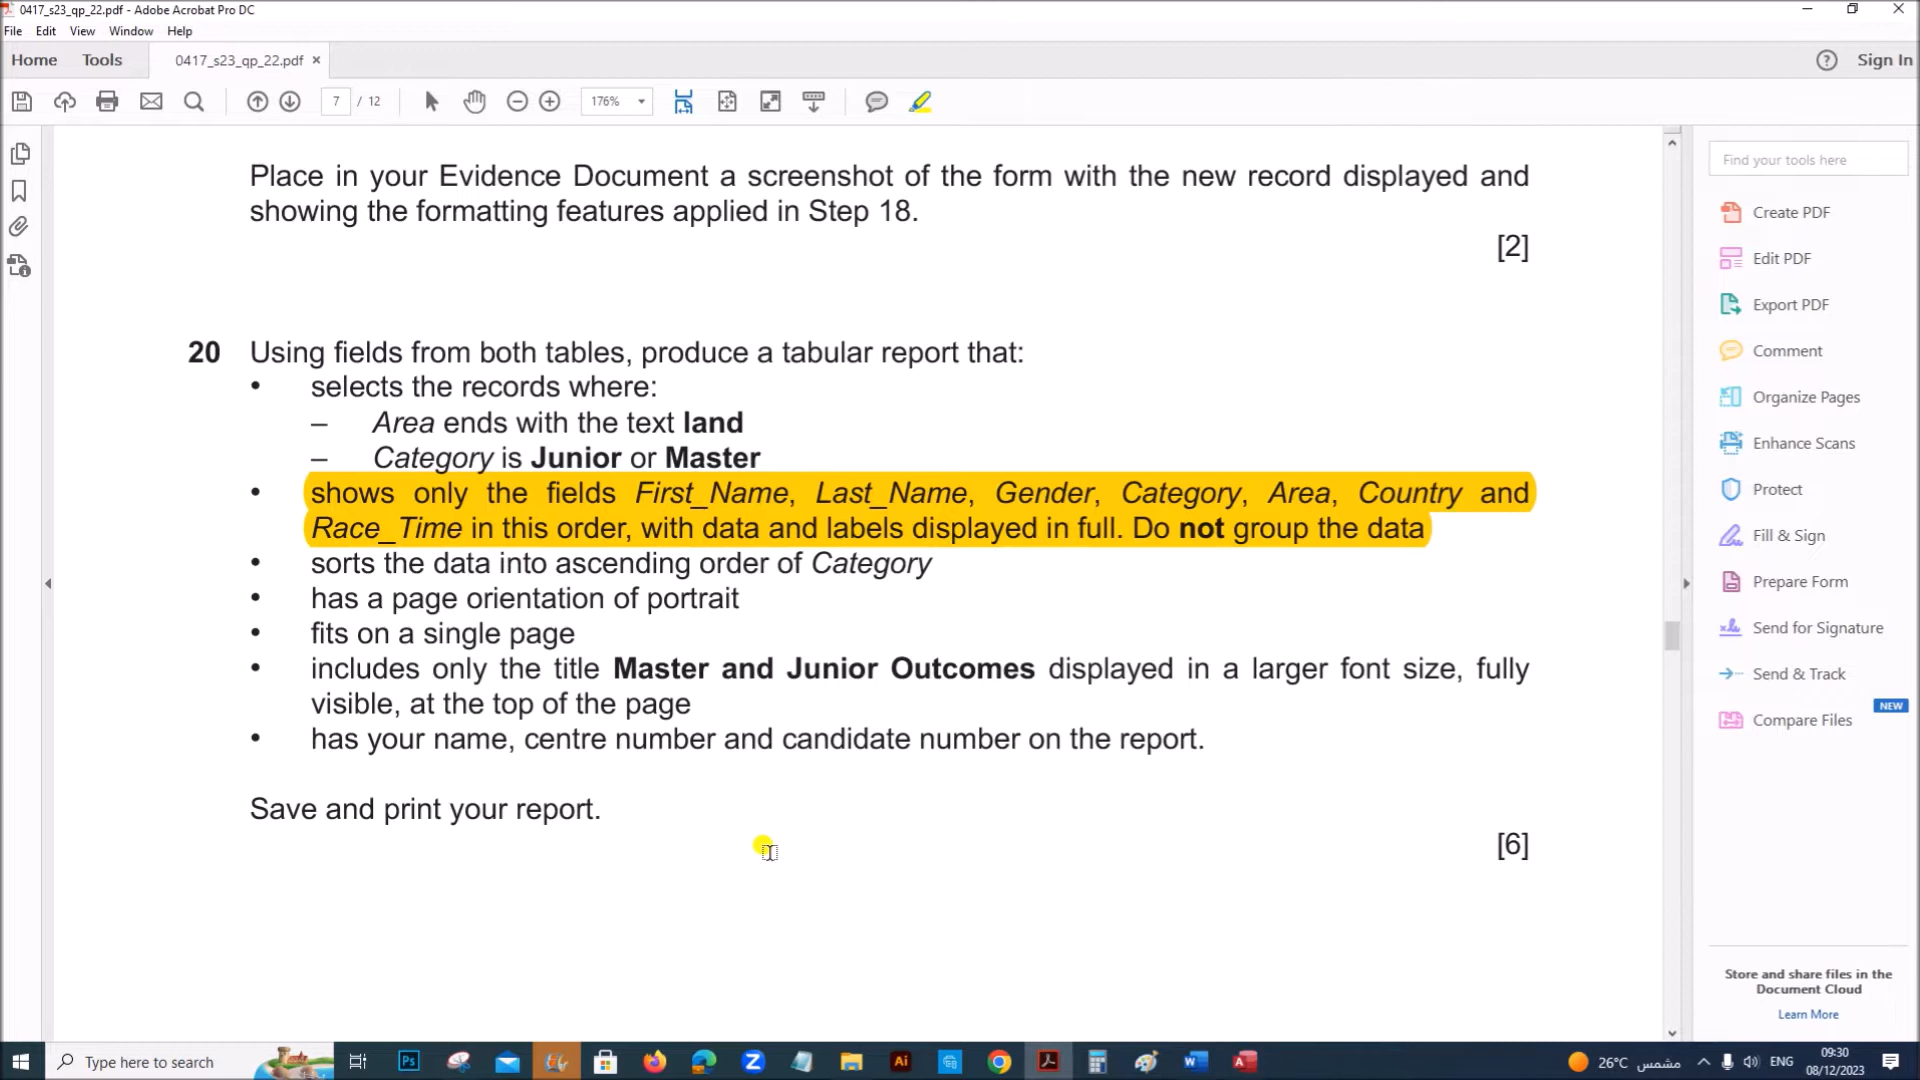 0417_s23_qp_22.pdf - Adobe Acrobat Pro DC
File Edit View Window Help
Home Tools 0417_s23_qp_22.pdf × Sign In
7 / 12 176%
Find your tools here
Place in your Evidence Document a screenshot of the form with the new record displayed and
showing the formatting features applied in Step 18.
[2]
20 Using fields from both tables, produce a tabular report that:
• selects the records where:
– Area ends with the text land
– Category is Junior or Master
• shows only the fields First_Name, Last_Name, Gender, Category, Area, Country and
Race_Time in this order, with data and labels displayed in full. Do not group the data
• sorts the data into ascending order of Category
• has a page orientation of portrait
• fits on a single page
• includes only the title Master and Junior Outcomes displayed in a larger font size, fully
visible, at the top of the page
• has your name, centre number and candidate number on the report.
Save and print your report.
[6]
Create PDF
Edit PDF
Export PDF
Comment
Organize Pages
Enhance Scans
Protect
Fill & Sign
Prepare Form
Send for Signature
Send & Track
NEW
Compare Files
Store and share files in the
Document Cloud
Learn More
Type here to search
Ps
Ai
26°C مشمس
ENG
09:30
08/12/2023